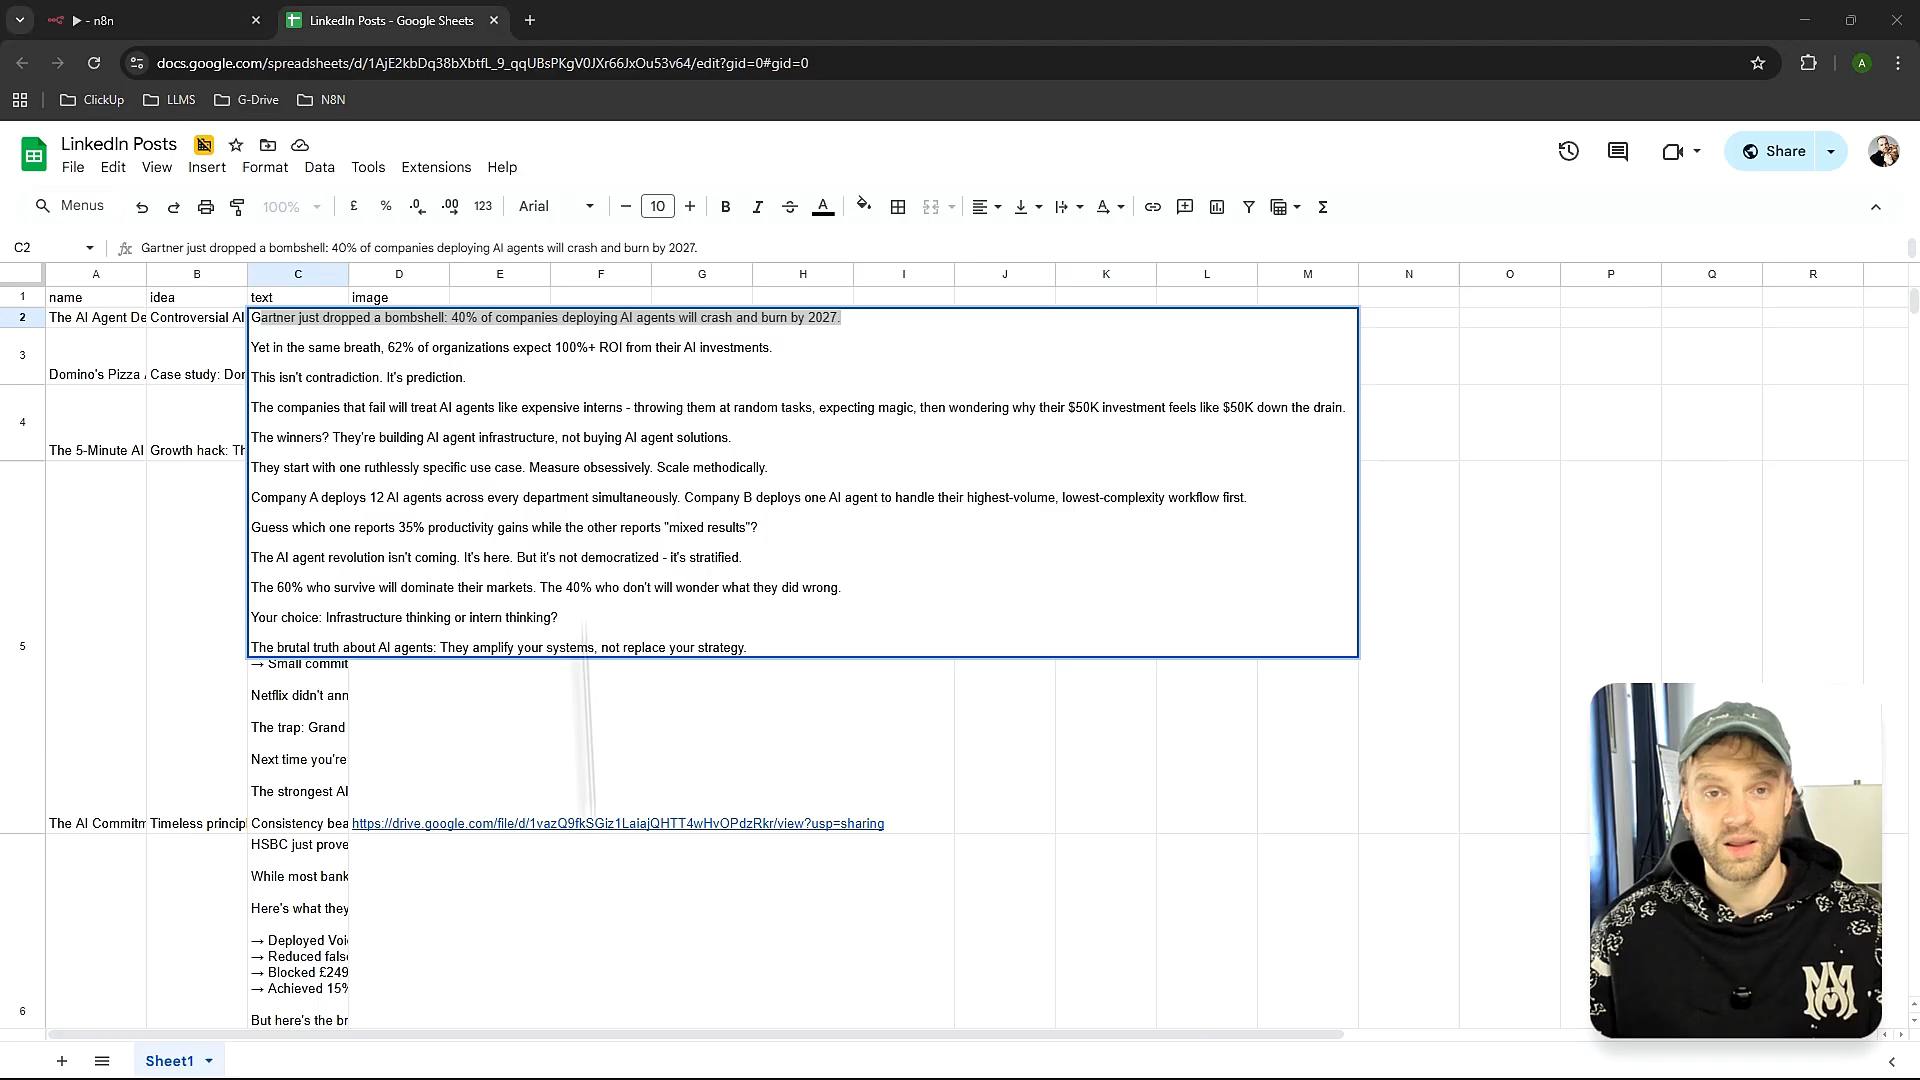 - n8n
LinkedIn Posts - Google Sheets
docs.google.com/spreadsheets/d/1AjE2kbDq38bXbtfL_9_qqUBsPKgV0JXr66JxOu53v64/edit?gid=0#gid=0
A
ClickUp
LLMS
G-Drive
N8N
LinkedIn Posts
File Edit View Insert Format Data Tools Extensions Help
Share
Menus
100%
£ % .0 .00 123
Arial
10
B I A
C2
fx
Gartner just dropped a bombshell: 40% of companies deploying AI agents will crash and burn by 2027.
A B C D E F G H I J K L M N O P Q R
1 name idea text image
2 The AI Agent De Controversial AI Gartner just dropped a bombshell: 40% of companies deploying AI agents will crash and burn by 2027.
Yet in the same breath, 62% of organizations expect 100%+ ROI from their AI investments.
3
Domino's Pizza Case study: Dor This isn't contradiction. It's prediction.
The companies that fail will treat AI agents like expensive interns - throwing them at random tasks, expecting magic, then wondering why their $50K investment feels like $50K down the drain.
4
The winners? They're building AI agent infrastructure, not buying AI agent solutions.
The 5-Minute AI Growth hack: Th
They start with one ruthlessly specific use case. Measure obsessively. Scale methodically.
Company A deploys 12 AI agents across every department simultaneously. Company B deploys one AI agent to handle their highest-volume, lowest-complexity workflow first.
Guess which one reports 35% productivity gains while the other reports "mixed results"?
The AI agent revolution isn't coming. It's here. But it's not democratized - it's stratified.
The 60% who survive will dominate their markets. The 40% who don't will wonder what they did wrong.
Your choice: Infrastructure thinking or intern thinking?
5 The brutal truth about AI agents: They amplify your systems, not replace your strategy.
→ Small commit
Netflix didn't ann
The trap: Grand
Next time you're
The strongest AI
The AI Commitm Timeless principl Consistency bea https://drive.google.com/file/d/1vazQ9fkSGiz1LaiajQHTT4wHvOPdzRkr/view?usp=sharing
HSBC just prove
While most bank
Here's what they
→ Deployed Voi
→ Reduced false
→ Blocked £249
→ Achieved 15%
6
But here's the br
Sheet1